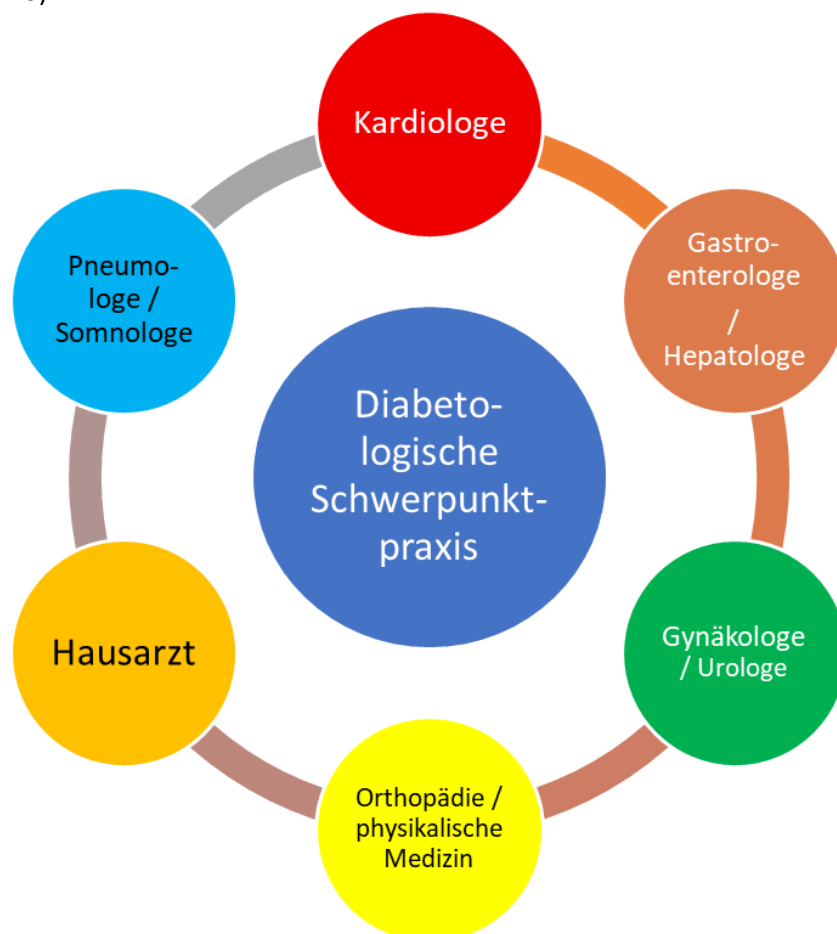 Kardiologe
Gastro-
enterologe
/
Hepatologe
Gynäkologe
/ Urologe
Orthopädie /
physikalische
Medizin
Hausarzt
Pneumo-
loge /
Somnologe
Diabeto-
logische
Schwerpunkt-
praxis